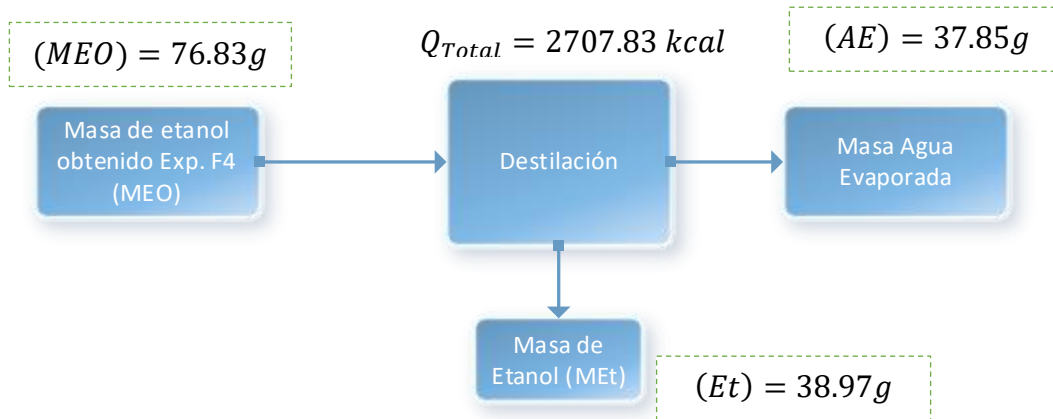 (MEO) = 76.83g
Q_Total = 2707.83 kcal
(AE) = 37.85g
Masa de etanol
obtenido Exp. F4
(MEO)
Destilación
Masa Agua
Evaporada
Masa de
Etanol (MEt)
(Et) = 38.97g